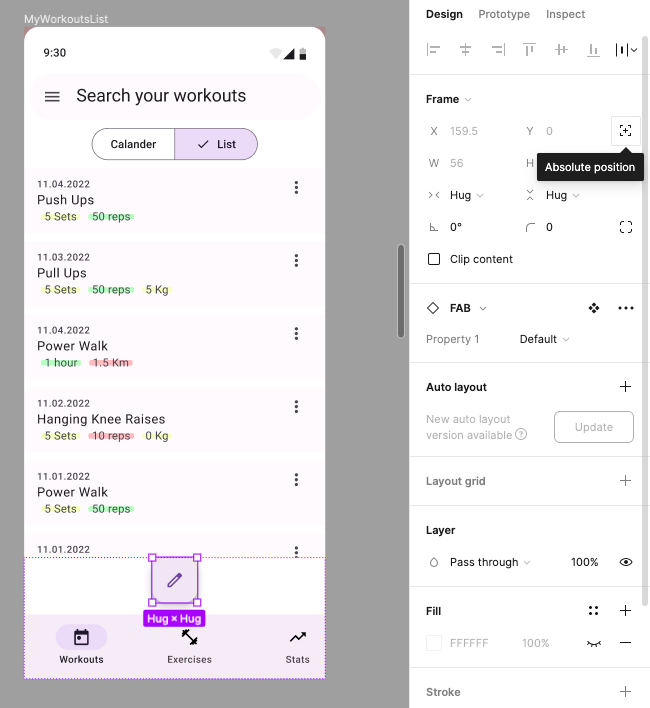 MyWorkoutsList
9:30
Search your workouts
Calander
List
11.04.2022
Push Ups
5 Sets 50 reps
11.03.2022
Pull Ups
5 Sets 50 reps 5 Kg
11.04.2022
Power Walk
1 hour 1.5 Km
11.02.2022
Hanging Knee Raises
5 Sets 10 reps 0 Kg
11.01.2022
Power Walk
5 Sets 50 reps
11.01.2022
Hug × Hug
Workouts Exercises Stats
Design Prototype Inspect
Frame
X 159.5 Y 0
W 56 H
Absolute position
Hug Hug
0° 0
Clip content
FAB
Property 1 Default
Auto layout
New auto layout
version available ?
Update
Layout grid
Layer
Pass through 100%
Fill
FFFFFF 100%
Stroke